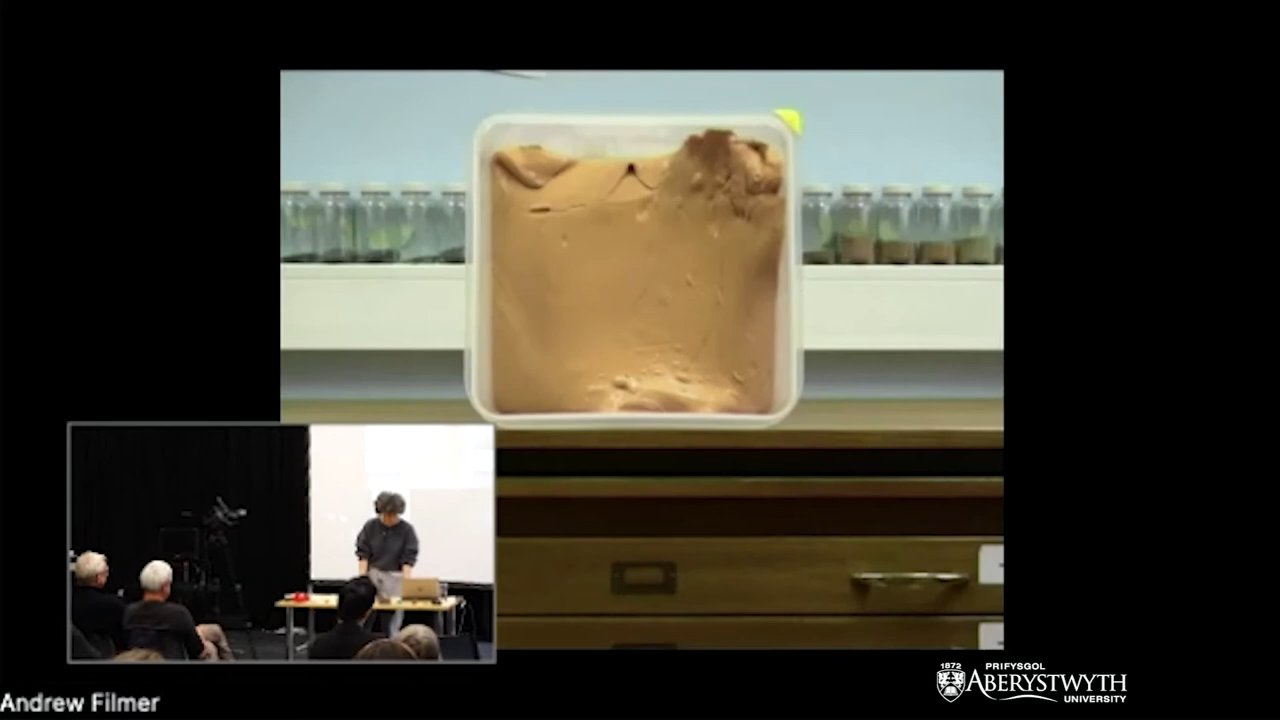 Andrew Filmer
1872
PRIFYSGOL
ABERYSTWYTH
UNIVERSITY